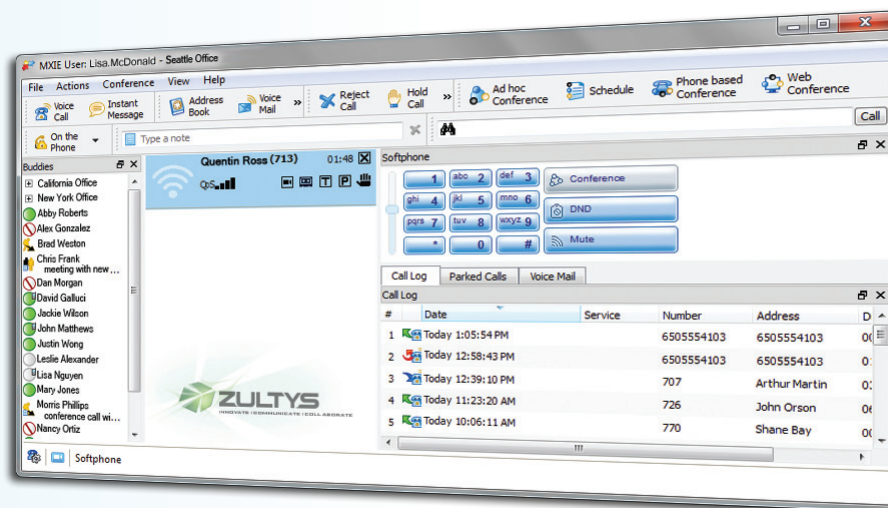 MXIE User: Lisa.McDonald - Seattle Office
File Actions Conference View Help
Voice Call
Instant Message
Address Book
Voice Mail
»
Reject Call
Hold Call
»
Ad hoc Conference
Schedule
Phone based Conference
Web Conference
On the Phone
Type a note
Call
Buddies
California Office
New York Office
Abby Roberts
Alex Gonzalez
Brad Weston
Chris Frank
meeting with new ...
Dan Morgan
David Galluci
Jackie Wilson
John Matthews
Justin Wong
Leslie Alexander
Lisa Nguyen
Mary Jones
Morris Phillips
conference call wi...
Nancy Ortiz
Quentin Ross (713) 01:48
QoS
T P
ZULTYS
INNOVATE | COMMUNICATE | COLLABORATE
Softphone
1 abc 2 def 3
ghi 4 jkl 5 mno 6
pqrs 7 tuv 8 wxyz 9
* 0 #
Conference
DND
Mute
Call Log Parked Calls Voice Mail
Call Log
# Date Service Number Address D
1 Today 1:05:54 PM 6505554103 6505554103
2 Today 12:58:43 PM 6505554103 6505554103
3 Today 12:39:10 PM 707 Arthur Martin
4 Today 11:23:20 AM 726 John Orson
5 Today 10:06:11 AM 770 Shane Bay
Softphone